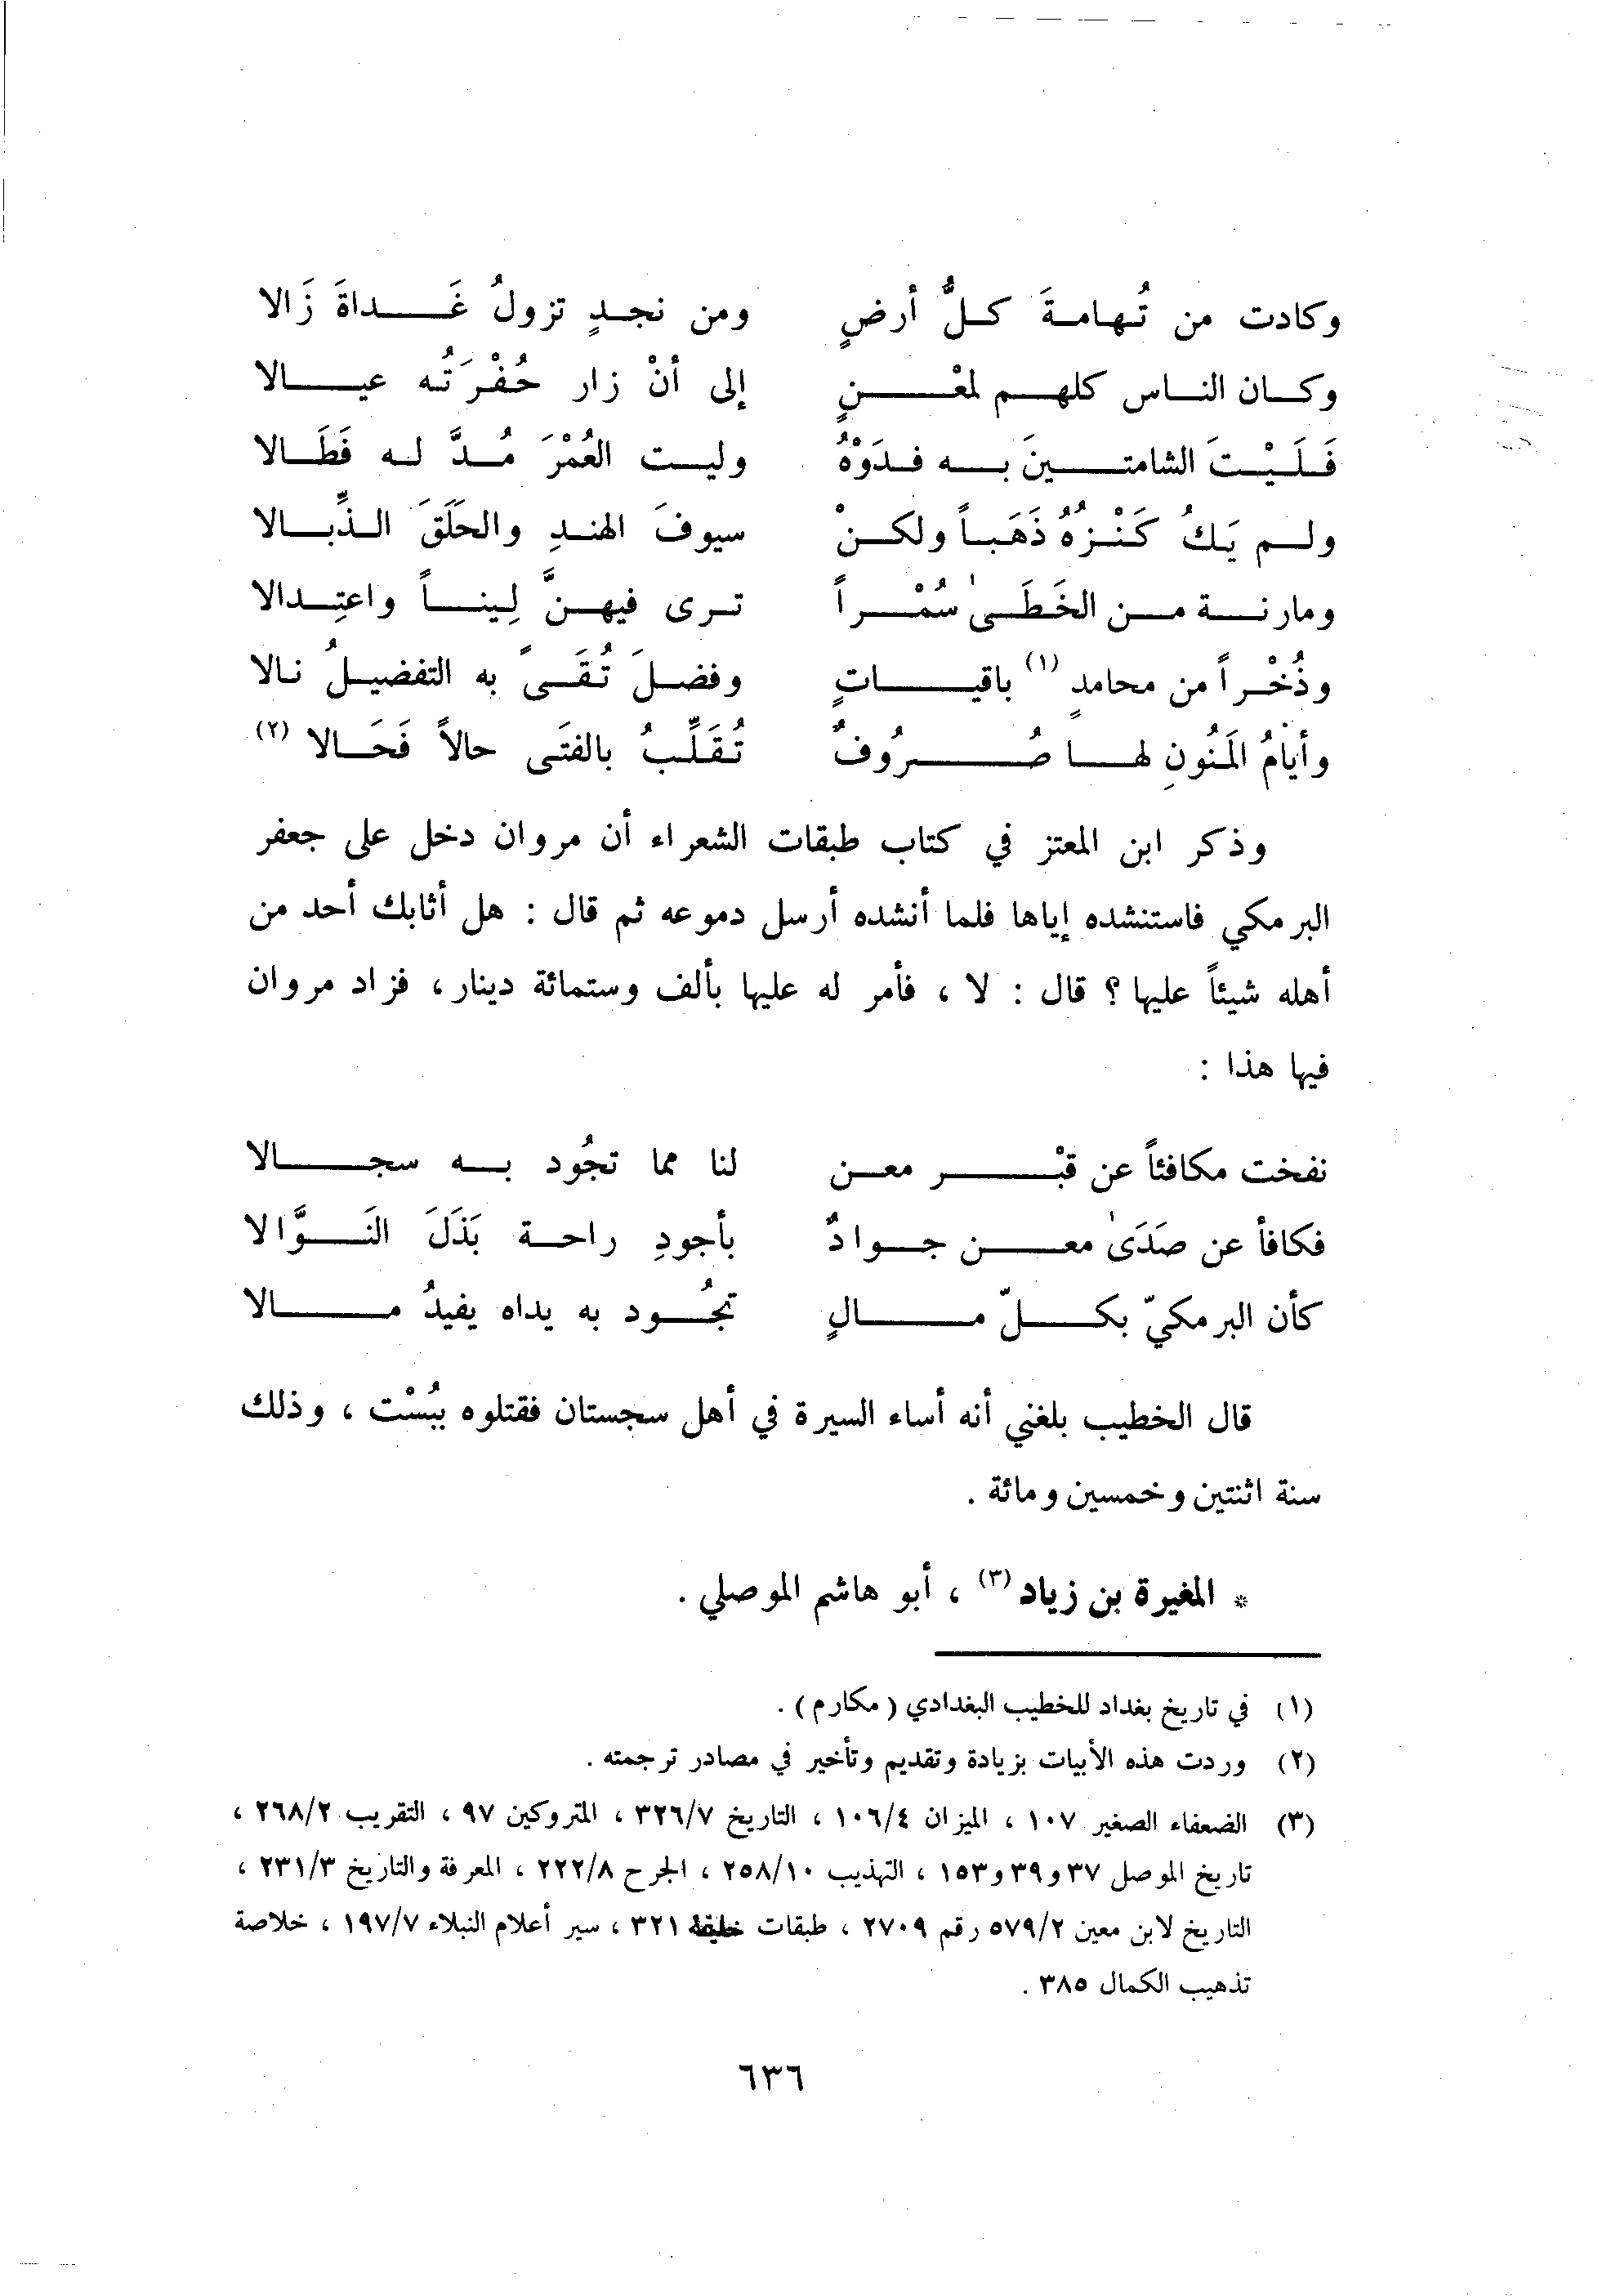 وكادت من تُهامةَ كلُّ أرضٍ ومن نجدٍ تزولُ غَداةَ زَالا
وكان الناس كلهم لمعْنٍ إلى أنْ زار حُفْرَتُه عيالا
فَلَيْتَ الشامتينَ به فدَوْهُ وليت العُمْرَ مُدَّ له فَطَالا
ولم يَكُ كَنْزُهُ ذَهَباً ولكنْ سيوفَ الهندِ والحَلَقَ الذِّبالا
ومارنة من الخَطَىٰ سُمْراً ترى فيهنَّ لِيناً واعتِدالا
وذُخْراً من محامدٍ (١) باقياتٍ وفضلَ تُقَىً به التفضيلُ نالا
وأيامُ المَنُونِ لها صُرُوفٌ تُقَلِّبُ بالفتَى حالاً فَحَالا (٢)
وذكر ابن المعتز في كتاب طبقات الشعراء أن مروان دخل على جعفر
البرمكي فاستنشده إياها فلما أنشده أرسل دموعه ثم قال : هل أثابك أحد من
أهله شيئاً عليها ؟ قال : لا ، فأمر له عليها بألف وستمائة دينار ، فزاد مروان
فيها هذا :
نفخت مكافئاً عن قبْر معن لنا مما تجُود به سجالا
فكافأ عن صَدَىٰ معن جوادٌ بأجودِ راحة بَذَلَ النَوَّالا
كأن البرمكيّ بكلّ مالٍ تجُود به يداه يفيدُ مالا
قال الخطيب بلغني أنه أساء السيرة في أهل سجستان فقتلوه ببُسْت ، وذلك
سنة اثنتين وخمسين ومائة .
* المغيرة بن زياد (٣) ، أبو هاشم الموصلي .
(١) في تاريخ بغداد للخطيب البغدادي (مكارم) .
(٢) وردت هذه الأبيات بزيادة وتقديم وتأخير في مصادر ترجمته .
(٣) الضعفاء الصغير ١٠٧ ، الميزان ١٠٦/٤ ، التاريخ ٣٢٦/٧ ، المتروكين ٩٧ ، التقريب ٢٦٨/٢ ،
تاريخ الموصل ٣٧ و٣٩ و١٥٣ ، التهذيب ٢٥٨/١٠ ، الجرح ٢٢٢/٨ ، المعرفة والتاريخ ٢٣١/٣ ،
التاريخ لابن معين ٥٧٩/٢ رقم ٢٧٠٩ ، طبقات خليفة ٣٢١ ، سير أعلام النبلاء ١٩٧/٧ ، خلاصة
تذهيب الكمال ٣٨٥ .
٦٣٦